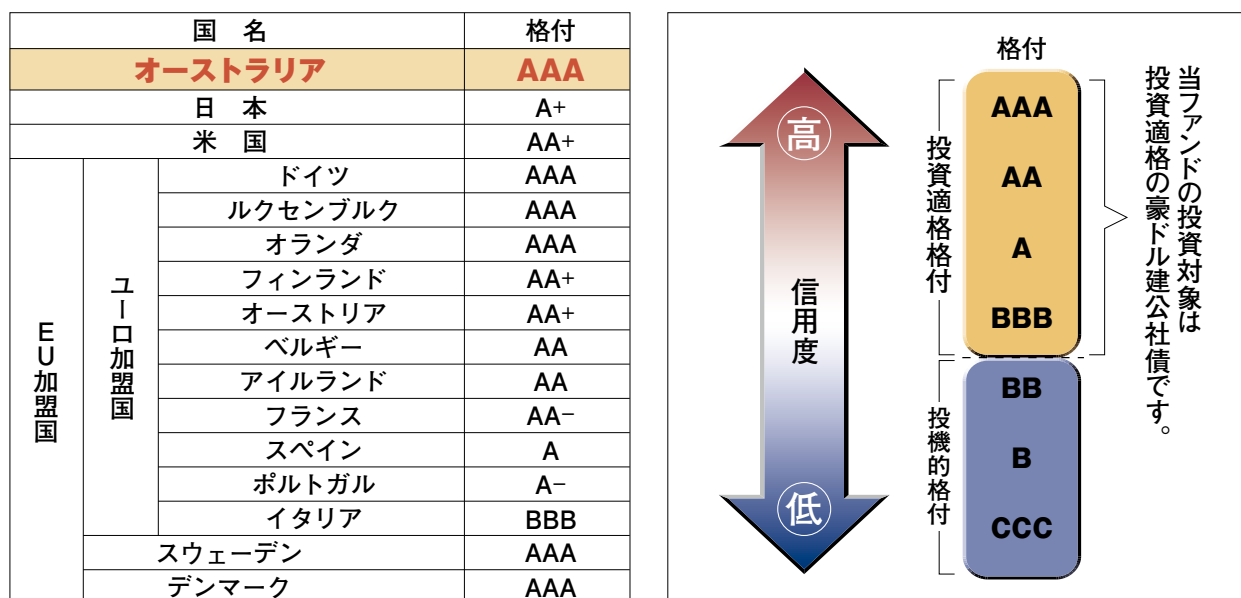 国 名 格付
オーストラリア AAA
日 本 A+
米 国 AA+
EU加盟国
ユーロ加盟国
ドイツ AAA
ルクセンブルク AAA
オランダ AAA
フィンランド AA+
オーストリア AA+
ベルギー AA
アイルランド AA
フランス AA−
スペイン A
ポルトガル A−
イタリア BBB
スウェーデン AAA
デンマーク AAA
高
信用度
低
格付
投資適格格付
AAA
AA
A
BBB
投機的格付
BB
B
CCC
当ファンドの投資対象は
投資適格の豪ドル建公社債です。